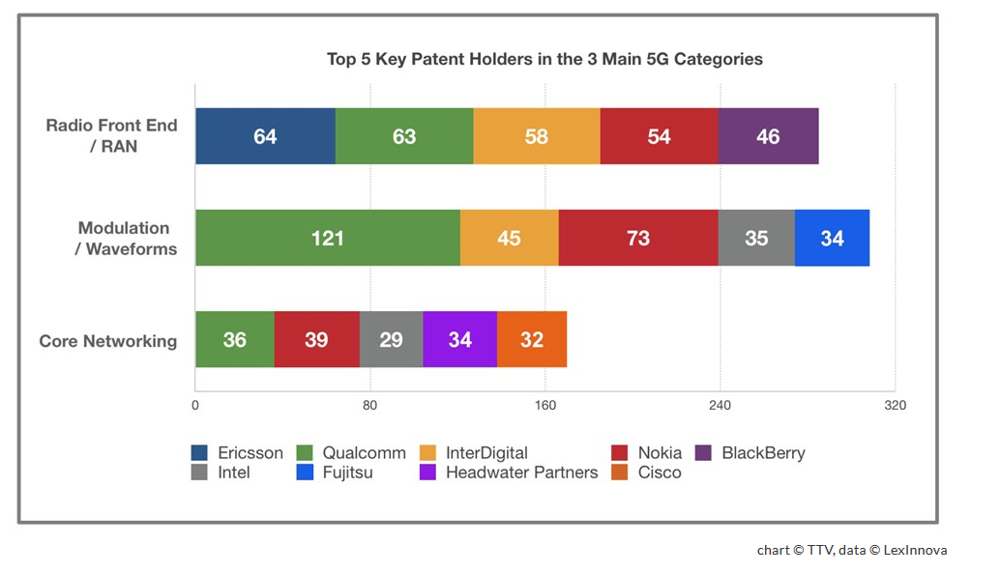 Top 5 Key Patent Holders in the 3 Main 5G Categories
Radio Front End
/ RAN
64 63 58 54 46
Modulation
/ Waveforms
121 45 73 35 34
Core Networking
36 39 29 34 32
0 80 160 240 320
Ericsson Qualcomm InterDigital Nokia BlackBerry
Intel Fujitsu Headwater Partners Cisco
chart © TTV, data © LexInnova